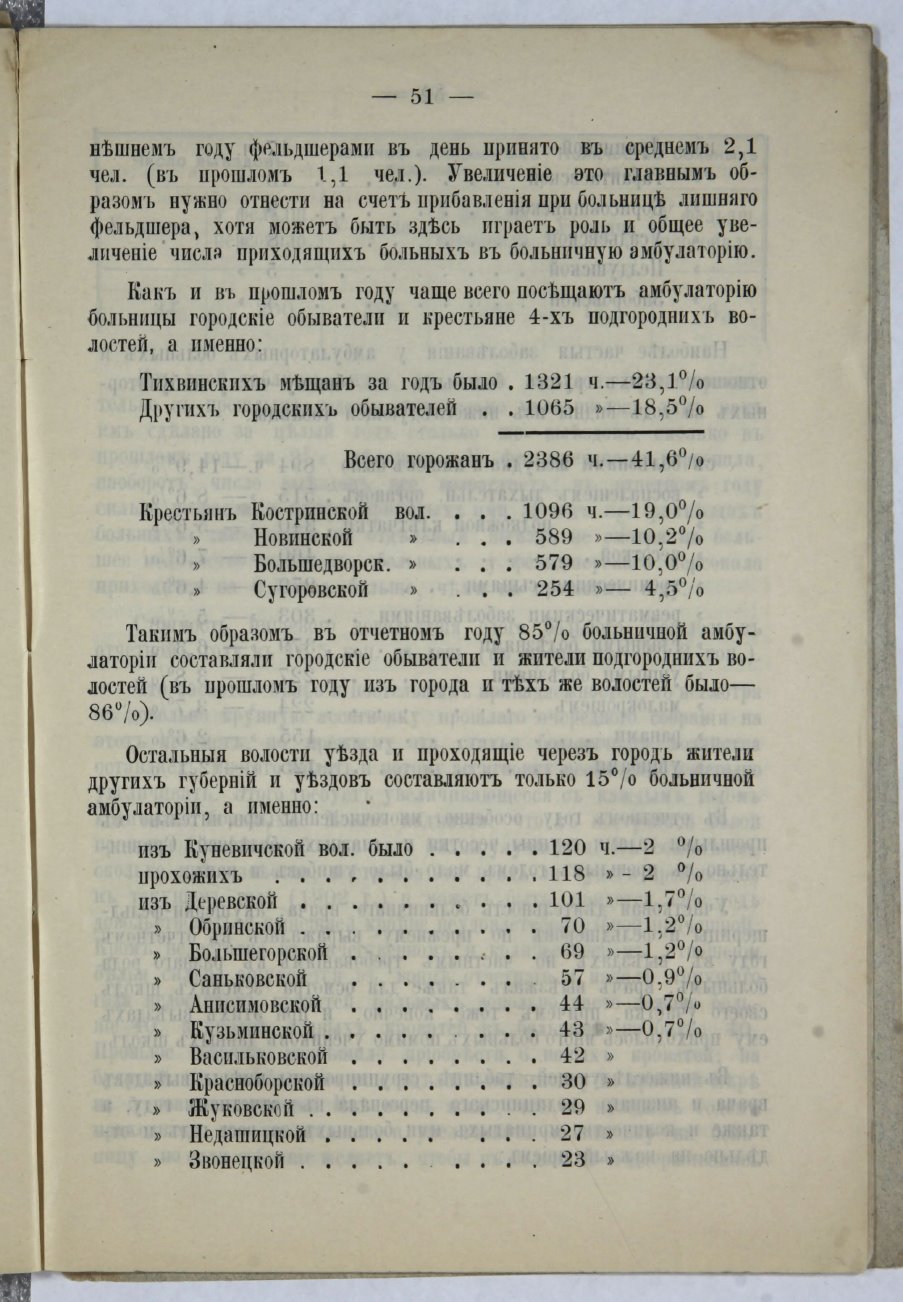 — 51 —
нѣшнемъ году фельдшерами въ день принято въ среднемъ 2,1
чел. (въ прошломъ 1,1 чел.). Увеличеніе это главнымъ об-
разомъ нужно отнести на счетъ прибавленія при больницѣ лишняго
фельдшера, хотя можетъ быть здѣсь играетъ роль и общее уве-
личеніе числа приходящихъ больныхъ въ больничную амбулаторію.
Какъ и въ прошломъ году чаще всего посѣщаютъ амбулаторію
больницы городскіе обыватели и крестьяне 4-хъ подгороднихъ во-
лостей, а именно:
Тихвинскихъ мѣщанъ за годъ было . 1321 ч.—23,1%
Другихъ городскихъ обывателей . . 1065 »—18,5%
Всего горожанъ . 2386 ч.—41,6%
Крестьянъ Костринской вол. . . . 1096 ч.—19,0%
» Новинской » . . . 589 »—10,2%
» Большедворск. » . . . 579 »—10,0%
» Сугоровской » . . . 254 »— 4,5%
Такимъ образомъ въ отчетномъ году 85% больничной амбу-
латоріи составляли городскіе обыватели и жители подгороднихъ во-
лостей (въ прошломъ году изъ города и тѣхъ же волостей было—
86%).
Остальныя волости уѣзда и проходящіе черезъ городъ жители
другихъ губерній и уѣздовъ составляютъ только 15% больничной
амбулаторіи, а именно:
изъ Куневичской вол. было . . . . . 120 ч.—2 %
прохожихъ . . . . . . . . . . 118 » - 2 %
изъ Деревской . . . . . . . . . 101 »—1,7%
» Обринской . . . . . . . . . 70 »—1,2%
» Большегорской . . . . . . . 69 »—1,2%
» Саньковской . . . . . . . 57 »—0,9%
» Анисимовской . . . . . . . 44 »—0,7%
» Кузьминской . . . . . . . . 43 »—0,7%
» Васильковской . . . . . . . 42 »
» Красноборской . . . . . . . 30 »
» Жуковской . . . . . . . . . 29 »
» Недашицкой . . . . . . . . 27 »
» Звонецкой . . . . . . . . . 23 »